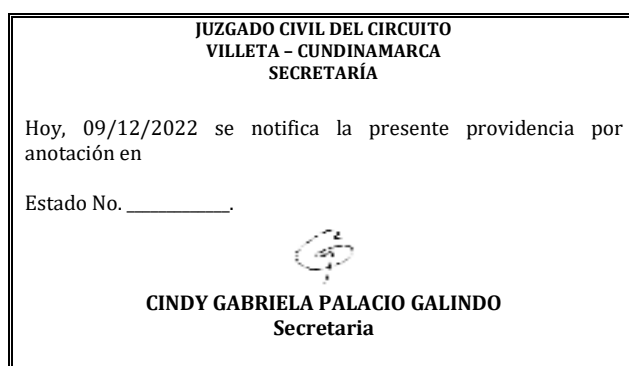 JUZGADO CIVIL DEL CIRCUITO
VILLETA – CUNDINAMARCA
SECRETARÍA
Hoy, 09/12/2022 se notifica la presente providencia por
anotación en
Estado No. ____________.
CINDY GABRIELA PALACIO GALINDO
Secretaria